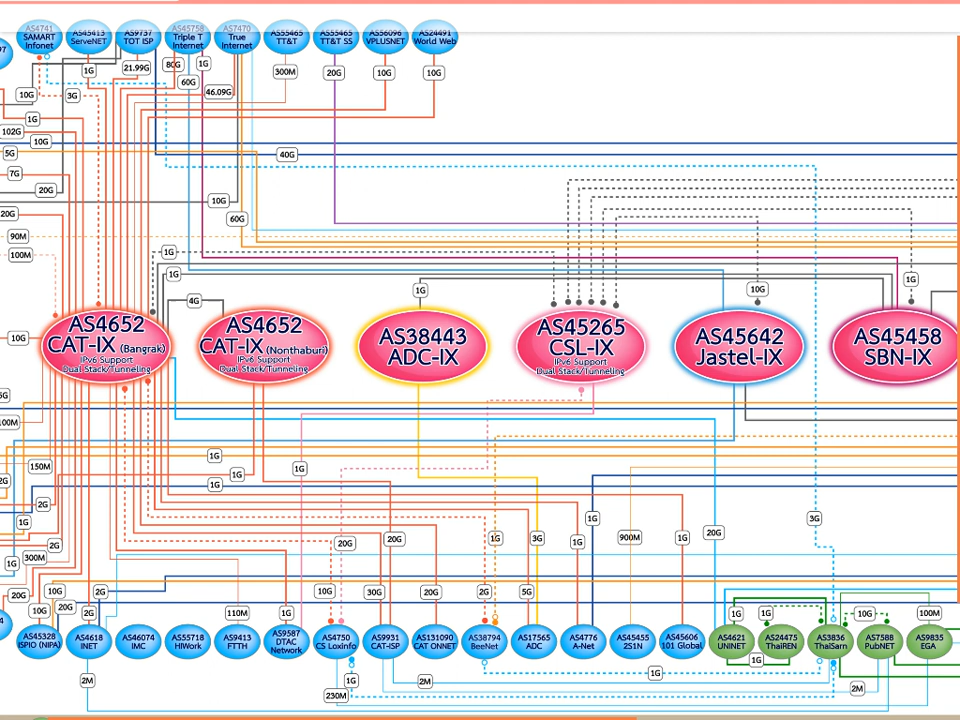 AS4741
SAMART
Infonet
AS45413
ServeNET
AS9737
TOT ISP
AS45758
Triple T
Internet
AS7470
True
Internet
AS55465
TT&T
AS55465
TT&T SS
AS56096
VPLUSNET
AS24491
World Web
1G
21.99G
80G
1G
60G
300M
20G
10G
10G
46.09G
10G
3G
1G
102G
10G
5G
40G
7G
20G
10G
20G
60G
90M
100M
1G
1G
1G
10G
1G
4G
10G
AS4652
CAT-IX (Bangrak)
IPv6 Support
Dual Stack/Tunneling
AS4652
CAT-IX (Nonthaburi)
IPv6 Support
Dual Stack/Tunneling
AS38443
ADC-IX
AS45265
CSL-IX
IPv6 Support
Dual Stack/Tunneling
AS45642
Jastel-IX
AS45458
SBN-IX
100M
1G
150M
1G
1G
1G
2G
1G
1G
3G
20G
2G
20G
20G
1G
3G
1G
900M
1G
300M
1G
20G
10G
10G
20G
2G
2G
110M
1G
10G
30G
20G
2G
5G
1G
1G
10G
100M
AS45328
ISPIO (NIPA)
AS4618
INET
AS46074
IMC
AS55718
HIWork
AS9413
FTTH
AS9587
DTAC
Network
AS4750
CS Loxinfo
AS9931
CAT-ISP
AS131090
CAT ONNET
AS38794
BeeNet
AS17565
ADC
AS4776
A-Net
AS45455
2S1N
AS45606
101 Global
AS4621
UNINET
AS24475
ThaiREN
AS3836
ThaiSarn
AS7588
PubNET
AS9835
EGA
1G
2M
1G
2M
1G
2M
230M